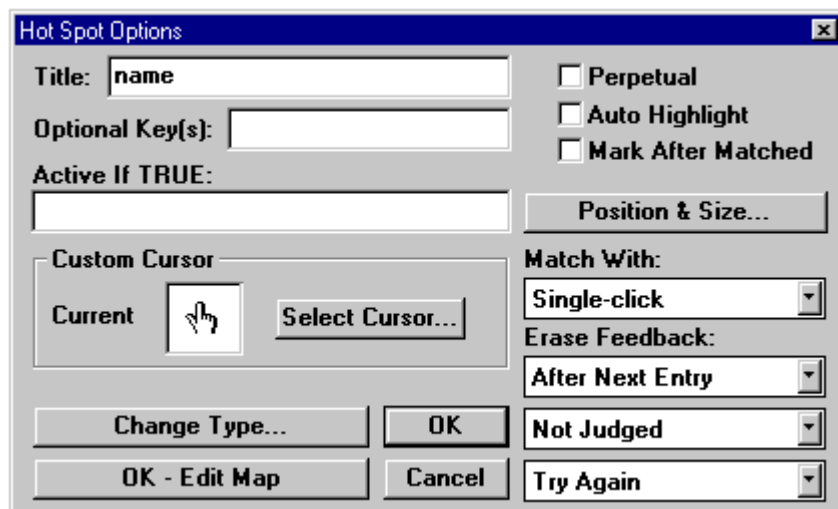 Hot Spot Options
Title: name
Optional Key(s):
Active If TRUE:
Perpetual
Auto Highlight
Mark After Matched
Position & Size...
Custom Cursor
Current
Select Cursor...
Match With:
Single-click
Erase Feedback:
After Next Entry
Not Judged
Try Again
Change Type...
OK
OK - Edit Map
Cancel